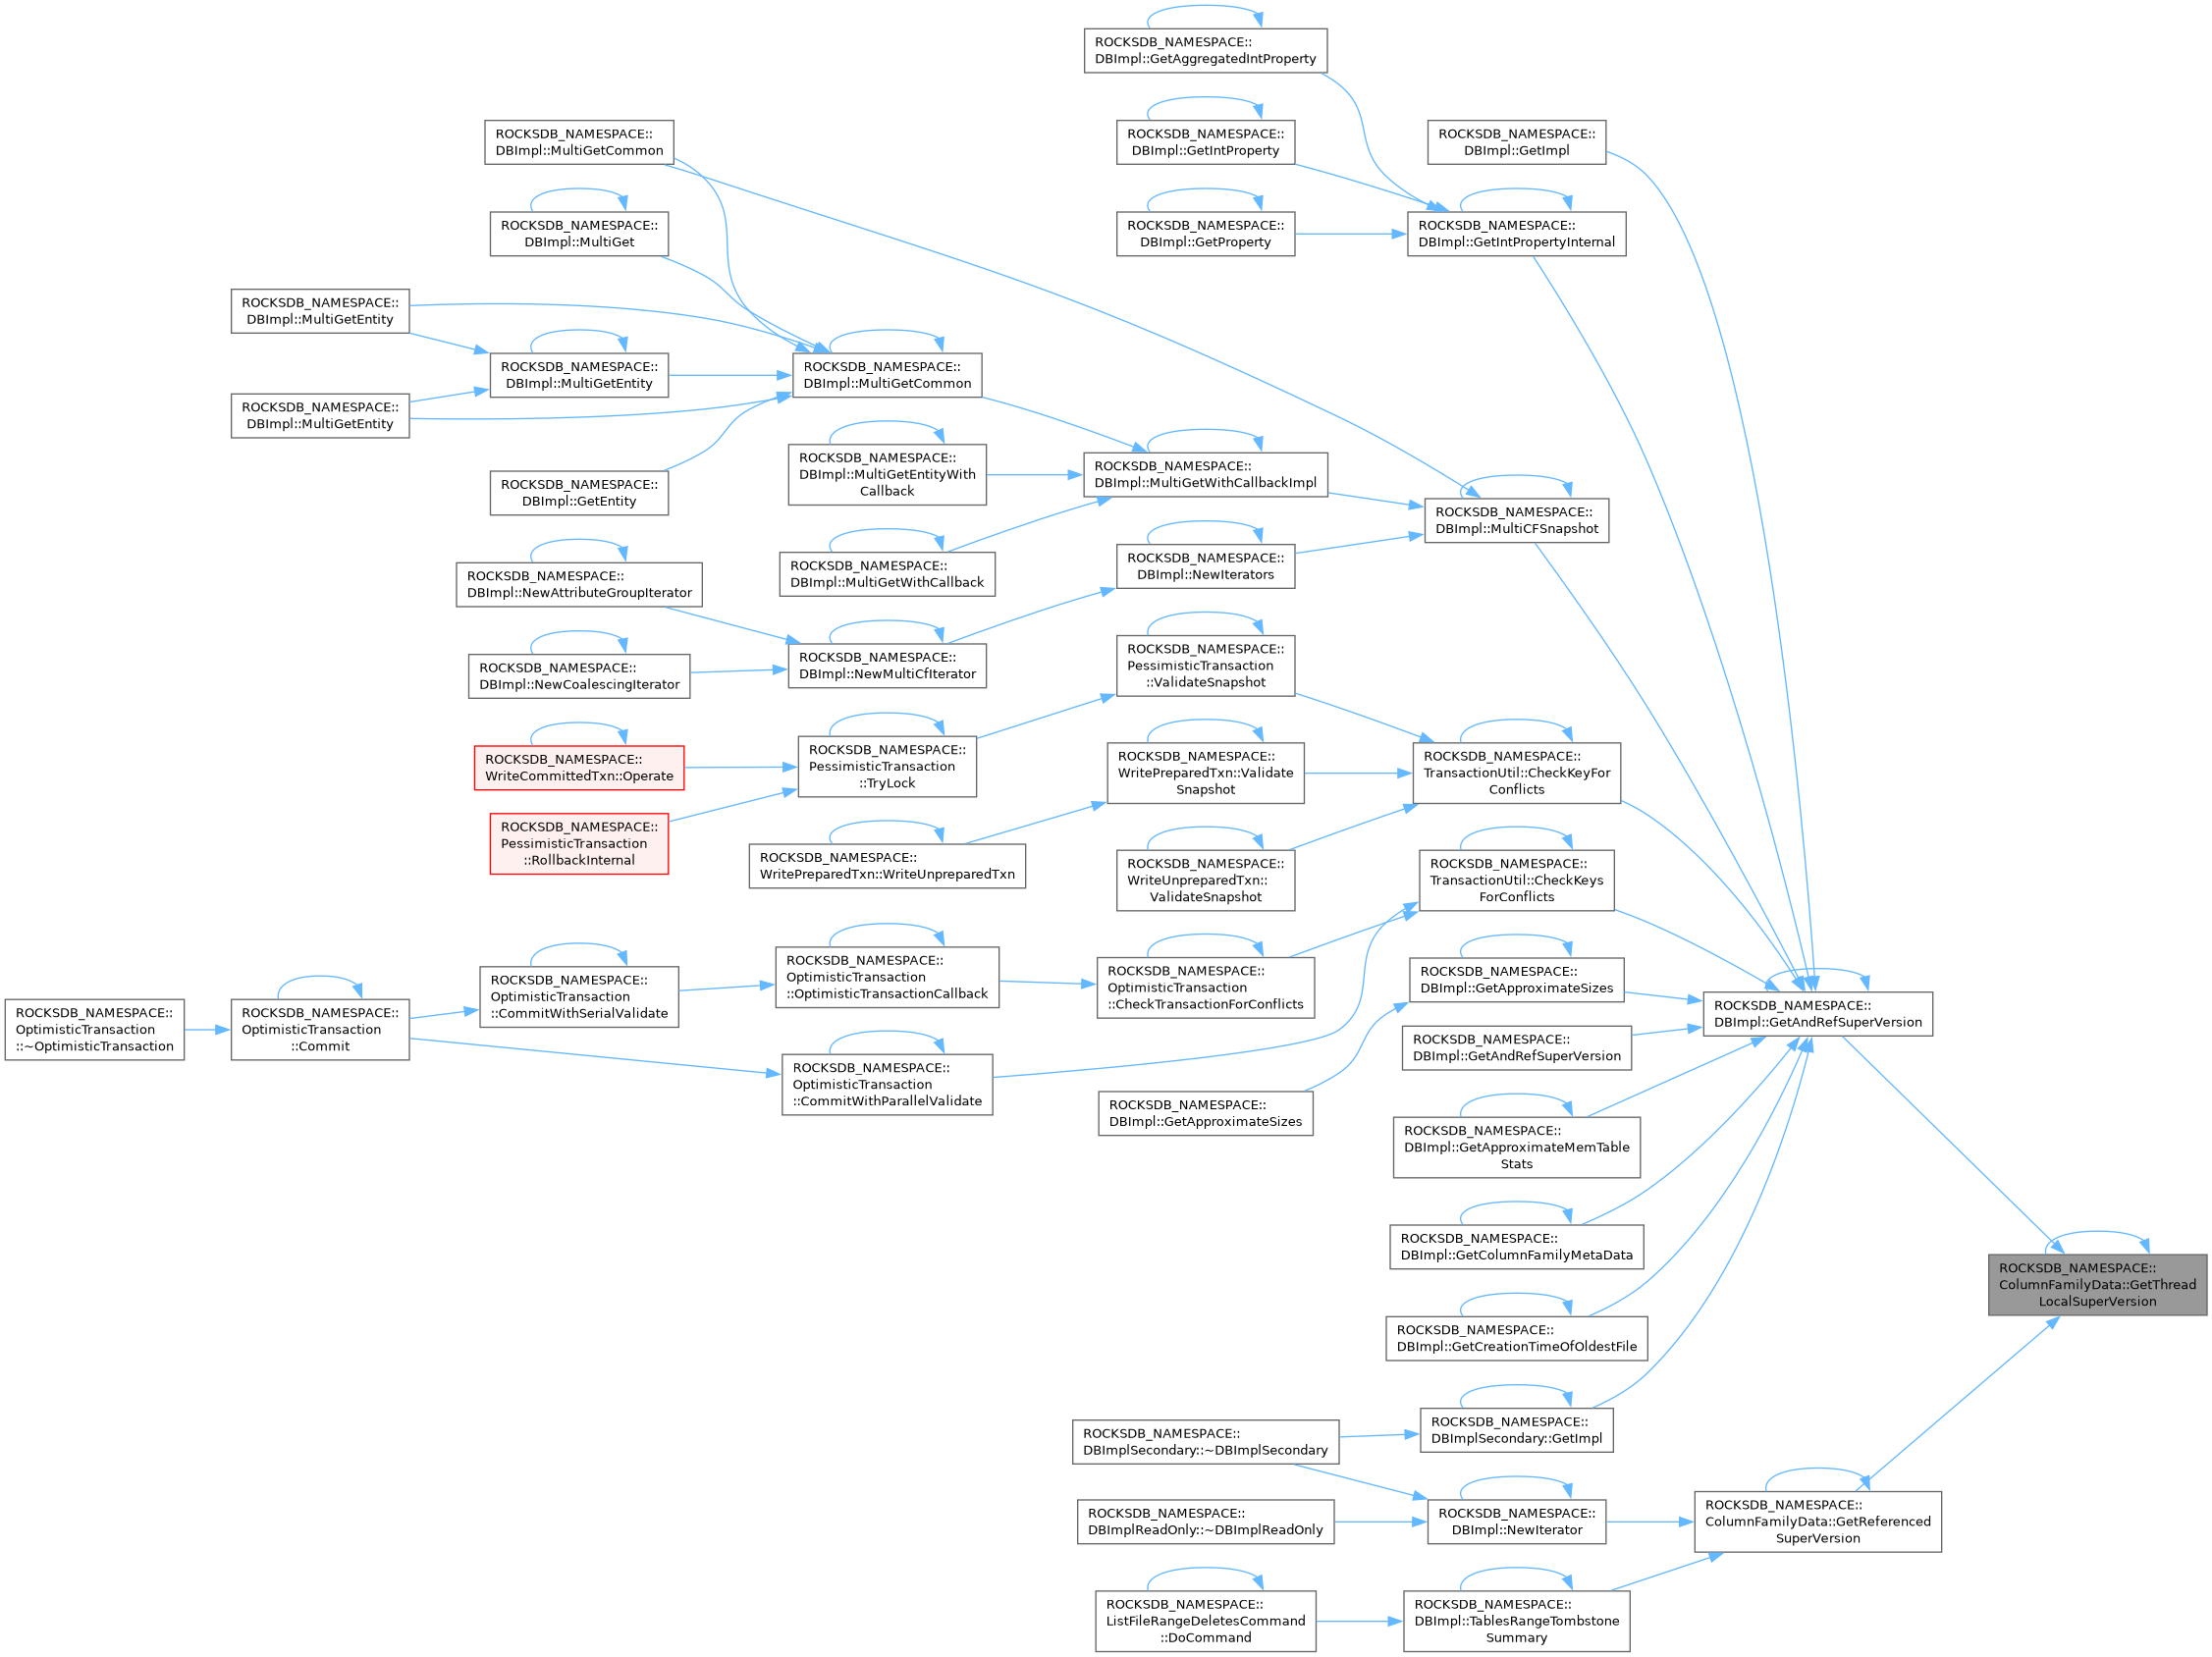 ROCKSDB_NAMESPACE::
DBImpl::GetAggregatedIntProperty
ROCKSDB_NAMESPACE::
DBImpl::MultiGetCommon
ROCKSDB_NAMESPACE::
DBImpl::GetIntProperty
ROCKSDB_NAMESPACE::
DBImpl::GetImpl
ROCKSDB_NAMESPACE::
DBImpl::MultiGet
ROCKSDB_NAMESPACE::
DBImpl::GetProperty
ROCKSDB_NAMESPACE::
DBImpl::GetIntPropertyInternal
ROCKSDB_NAMESPACE::
DBImpl::MultiGetEntity
ROCKSDB_NAMESPACE::
DBImpl::MultiGetEntity
ROCKSDB_NAMESPACE::
DBImpl::MultiGetCommon
ROCKSDB_NAMESPACE::
DBImpl::MultiGetEntity
ROCKSDB_NAMESPACE::
DBImpl::MultiGetEntityWith
Callback
ROCKSDB_NAMESPACE::
DBImpl::MultiGetWithCallbackImpl
ROCKSDB_NAMESPACE::
DBImpl::GetEntity
ROCKSDB_NAMESPACE::
DBImpl::MultiCFSnapshot
ROCKSDB_NAMESPACE::
DBImpl::MultiGetWithCallback
ROCKSDB_NAMESPACE::
DBImpl::NewIterators
ROCKSDB_NAMESPACE::
DBImpl::NewAttributeGroupIterator
ROCKSDB_NAMESPACE::
DBImpl::NewCoalescingIterator
ROCKSDB_NAMESPACE::
DBImpl::NewMultiCfIterator
ROCKSDB_NAMESPACE::
PessimisticTransaction
::ValidateSnapshot
ROCKSDB_NAMESPACE::
WriteCommittedTxn::Operate
ROCKSDB_NAMESPACE::
PessimisticTransaction
::TryLock
ROCKSDB_NAMESPACE::
WritePreparedTxn::Validate
Snapshot
ROCKSDB_NAMESPACE::
TransactionUtil::CheckKeyFor
Conflicts
ROCKSDB_NAMESPACE::
PessimisticTransaction
::RollbackInternal
ROCKSDB_NAMESPACE::
WritePreparedTxn::WriteUnpreparedTxn
ROCKSDB_NAMESPACE::
WriteUnpreparedTxn::
ValidateSnapshot
ROCKSDB_NAMESPACE::
TransactionUtil::CheckKeys
ForConflicts
ROCKSDB_NAMESPACE::
OptimisticTransaction
::~OptimisticTransaction
ROCKSDB_NAMESPACE::
OptimisticTransaction
::Commit
ROCKSDB_NAMESPACE::
OptimisticTransaction
::CommitWithSerialValidate
ROCKSDB_NAMESPACE::
OptimisticTransaction
::OptimisticTransactionCallback
ROCKSDB_NAMESPACE::
OptimisticTransaction
::CheckTransactionForConflicts
ROCKSDB_NAMESPACE::
DBImpl::GetApproximateSizes
ROCKSDB_NAMESPACE::
DBImpl::GetAndRefSuperVersion
ROCKSDB_NAMESPACE::
DBImpl::GetAndRefSuperVersion
ROCKSDB_NAMESPACE::
OptimisticTransaction
::CommitWithParallelValidate
ROCKSDB_NAMESPACE::
DBImpl::GetApproximateSizes
ROCKSDB_NAMESPACE::
DBImpl::GetApproximateMemTable
Stats
ROCKSDB_NAMESPACE::
DBImpl::GetColumnFamilyMetaData
ROCKSDB_NAMESPACE::
ColumnFamilyData::GetThread
LocalSuperVersion
ROCKSDB_NAMESPACE::
DBImpl::GetCreationTimeOfOldestFile
ROCKSDB_NAMESPACE::
DBImplSecondary::~DBImplSecondary
ROCKSDB_NAMESPACE::
DBImplSecondary::GetImpl
ROCKSDB_NAMESPACE::
DBImplReadOnly::~DBImplReadOnly
ROCKSDB_NAMESPACE::
DBImpl::NewIterator
ROCKSDB_NAMESPACE::
ColumnFamilyData::GetReferenced
SuperVersion
ROCKSDB_NAMESPACE::
ListFileRangeDeletesCommand
::DoCommand
ROCKSDB_NAMESPACE::
DBImpl::TablesRangeTombstone
Summary